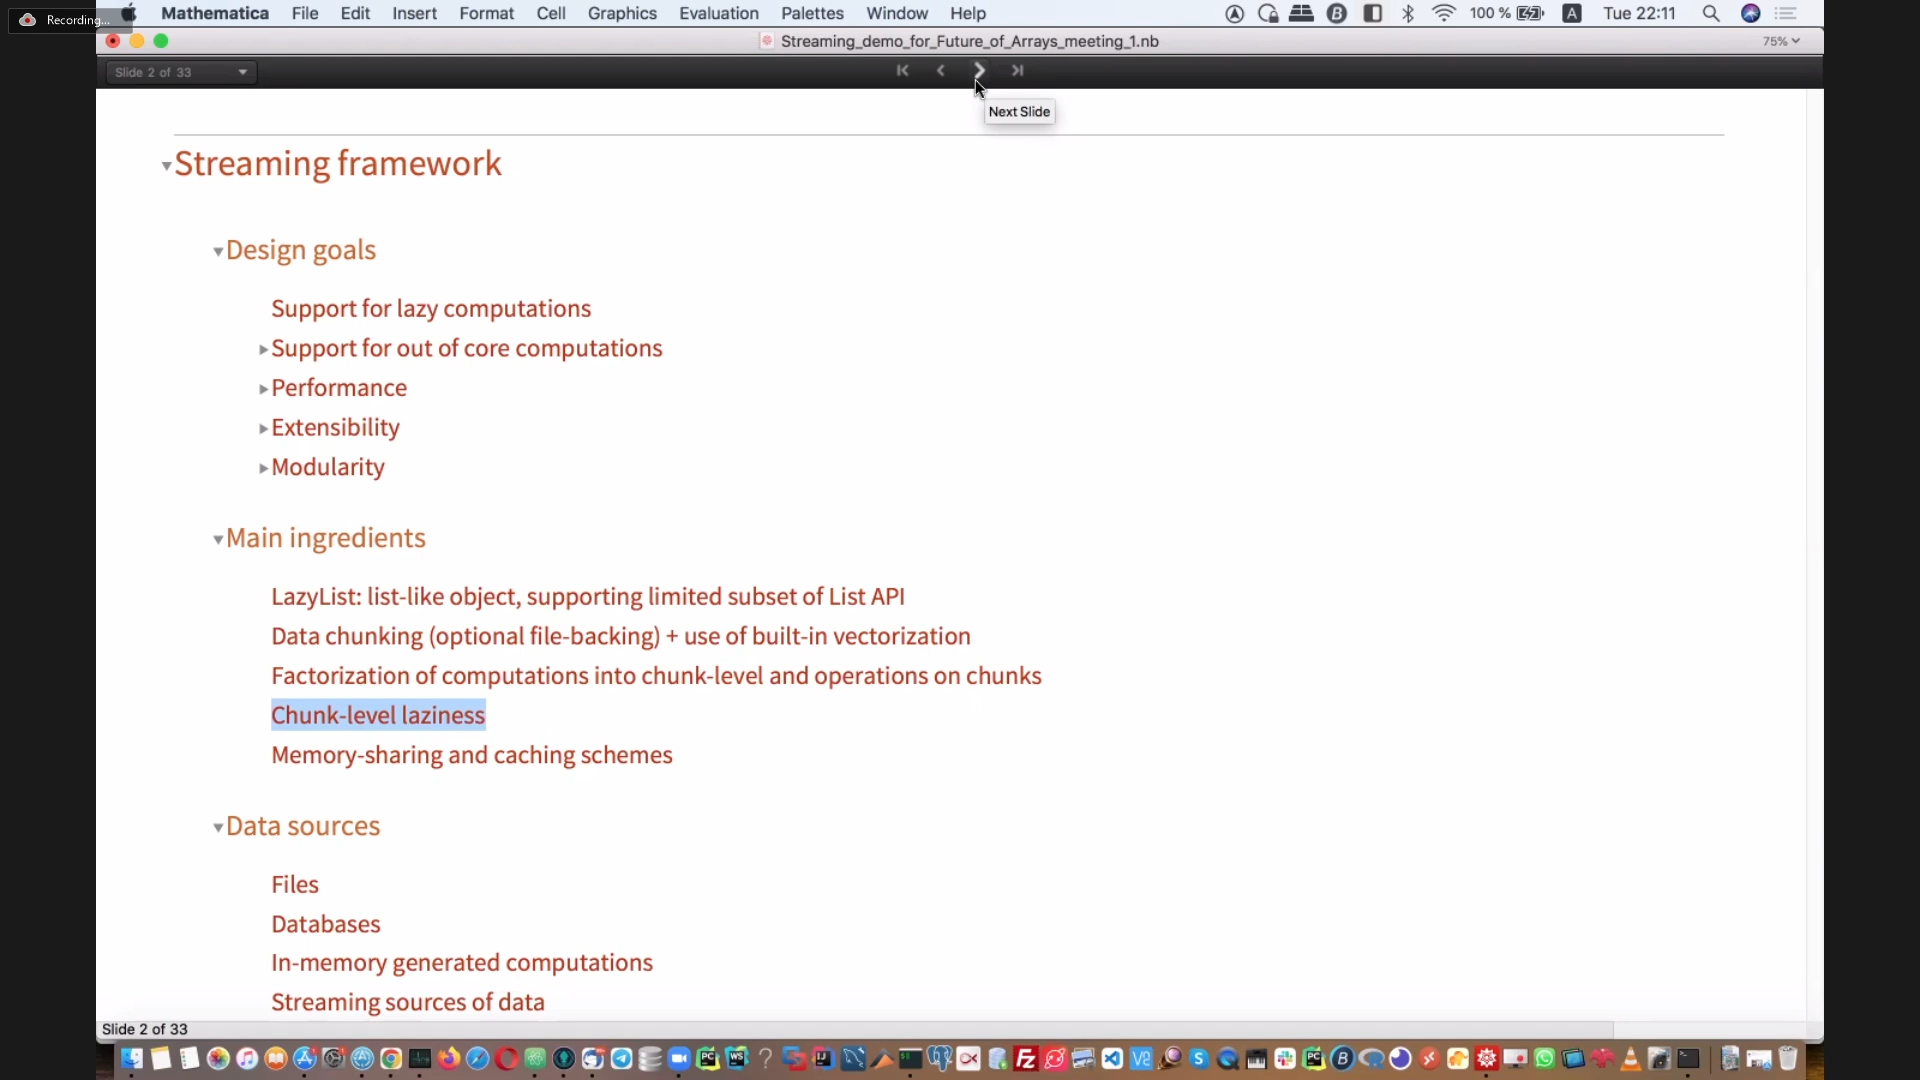 Recording...
Mathematica File Edit Insert Format Cell Graphics Evaluation Palettes Window Help 100 % A Tue 22:11
Streaming_demo_for_Future_of_Arrays_meeting_1.nb 75%
Slide 2 of 33
Next Slide
Streaming framework
Design goals
Support for lazy computations
Support for out of core computations
Performance
Extensibility
Modularity
Main ingredients
LazyList: list-like object, supporting limited subset of List API
Data chunking (optional file-backing) + use of built-in vectorization
Factorization of computations into chunk-level and operations on chunks
Chunk-level laziness
Memory-sharing and caching schemes
Data sources
Files
Databases
In-memory generated computations
Streaming sources of data
Slide 2 of 33